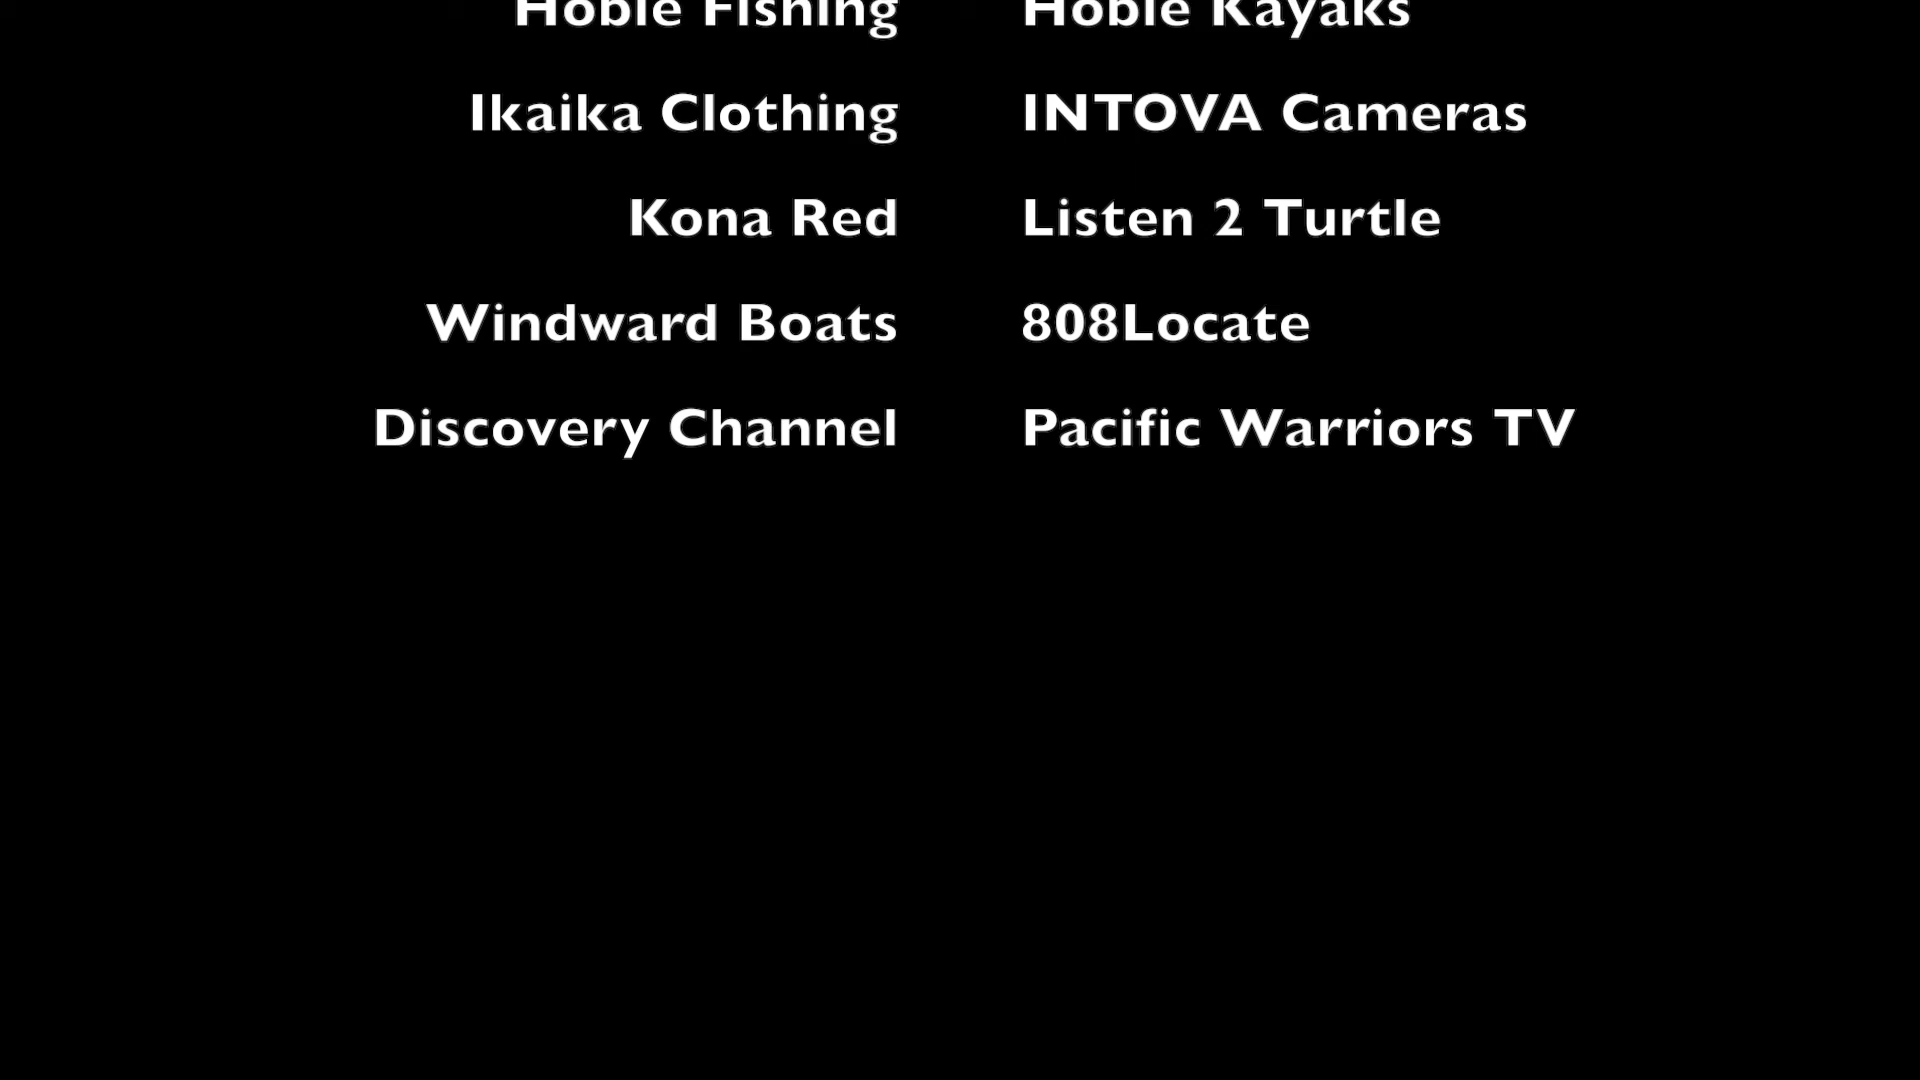 Hobie Fishing Hobie Kayaks
Ikaika Clothing INTOVA Cameras
Kona Red Listen 2 Turtle
Windward Boats 808Locate
Discovery Channel Pacific Warriors TV